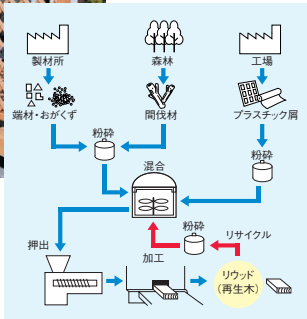 製材所
森林
工場
端材・おがくず
間伐材
プラスチック屑
粉砕
粉砕
混合
粉砕
リサイクル
押出
加工
リウッド
(再生木)